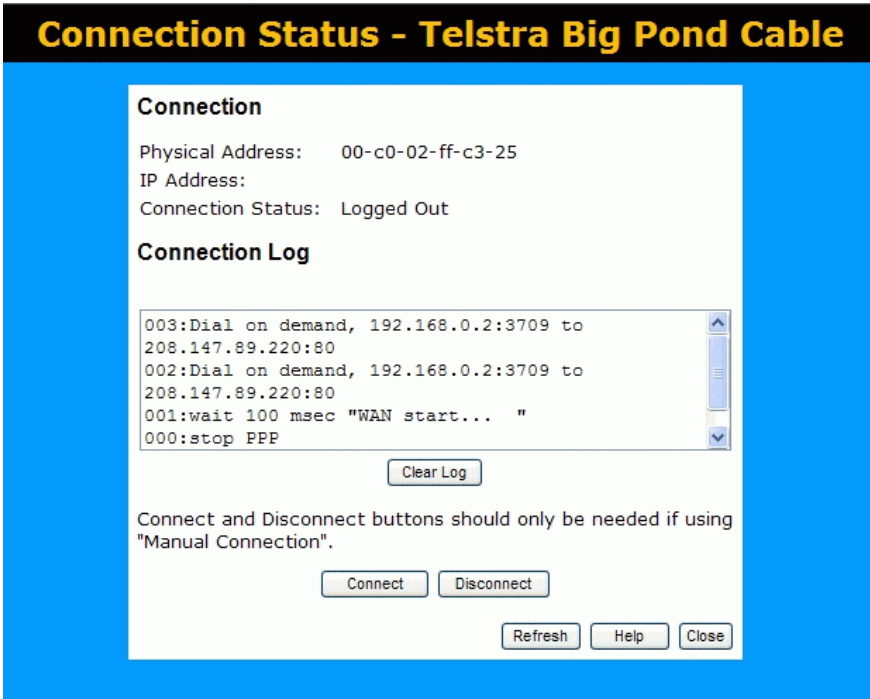 Connection Status - Telstra Big Pond Cable
Connection
Physical Address: 00-c0-02-ff-c3-25
IP Address:
Connection Status: Logged Out
Connection Log
003:Dial on demand, 192.168.0.2:3709 to
208.147.89.220:80
002:Dial on demand, 192.168.0.2:3709 to
208.147.89.220:80
001:wait 100 msec "WAN start... "
000:stop PPP
Clear Log
Connect and Disconnect buttons should only be needed if using
"Manual Connection".
Connect Disconnect
Refresh Help Close